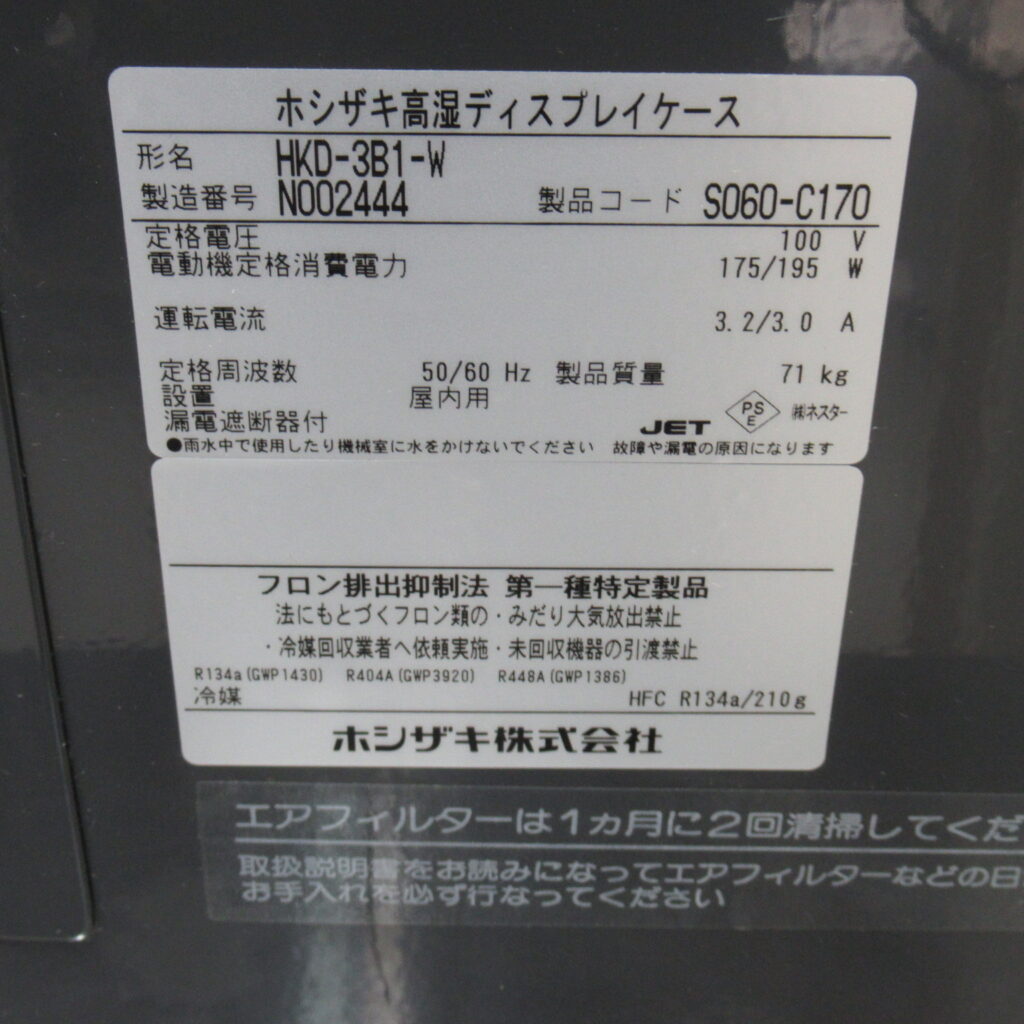 ホシザキ高湿ディスプレイケース
形名 HKD-3B1-W
製造番号 N002444 製品コード S060-C170
定格電圧 100 V
電動機定格消費電力 175/195 W
運転電流 3.2/3.0 A
定格周波数 50/60 Hz 製品質量 71 kg
設置 屋内用
漏電遮断器付 JET PS E ㈱ネスター
●雨水中で使用したり機械室に水をかけないでください 故障や漏電の原因になります
フロン排出抑制法 第一種特定製品
法にもとづくフロン類の・みだり大気放出禁止
・冷媒回収業者へ依頼実施・未回収機器の引渡禁止
R134a(GWP1430) R404A(GWP3920) R448A(GWP1386)
冷媒 HFC R134a/210g
ホシザキ株式会社
エアフィルターは1ヵ月に2回清掃してくだ
取扱説明書をお読みになってエアフィルターなどの日
お手入れを必ず行なってください